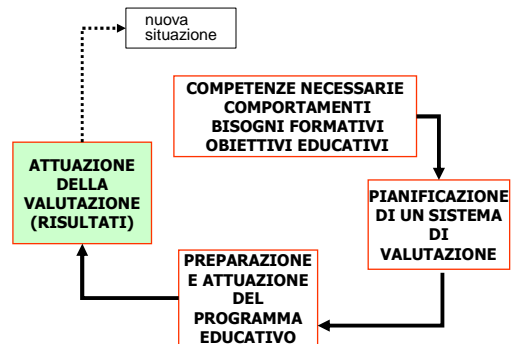 nuova
situazione
COMPETENZE NECESSARIE
COMPORTAMENTI
BISOGNI FORMATIVI
OBIETTIVI EDUCATIVI
ATTUAZIONE
DELLA
VALUTAZIONE
(RISULTATI)
PIANIFICAZIONE
DI UN SISTEMA
DI
VALUTAZIONE
PREPARAZIONE
E ATTUAZIONE
DEL
PROGRAMMA
EDUCATIVO